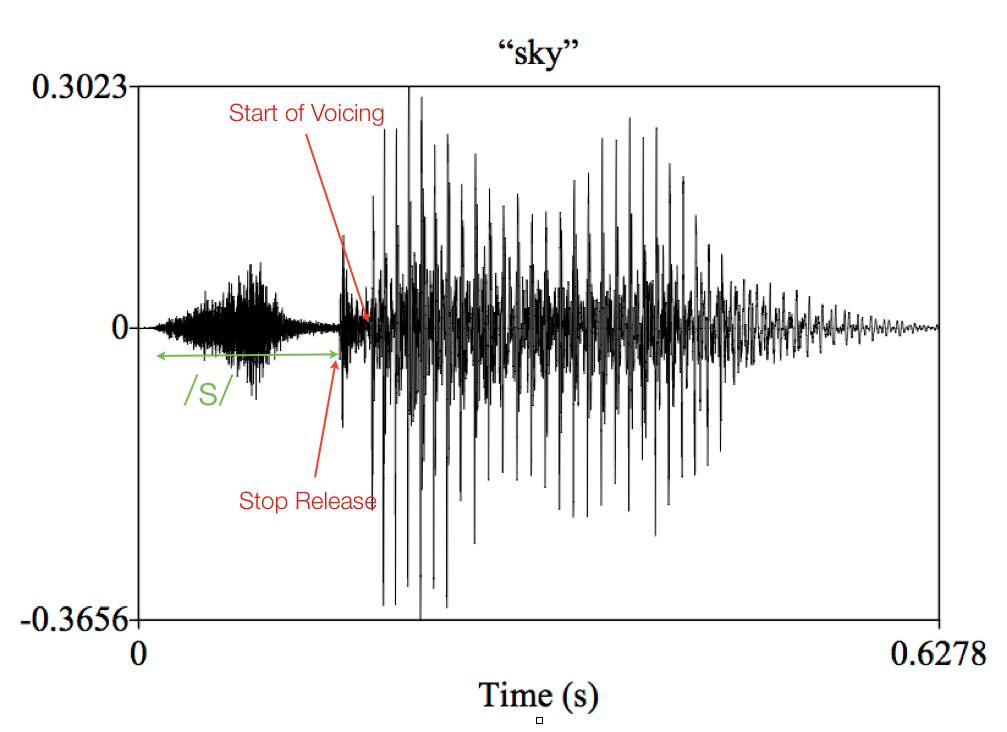 “sky”
0.3023
Start of Voicing
0
/S/
Stop Release
-0.3656
0
0.6278
Time (s)